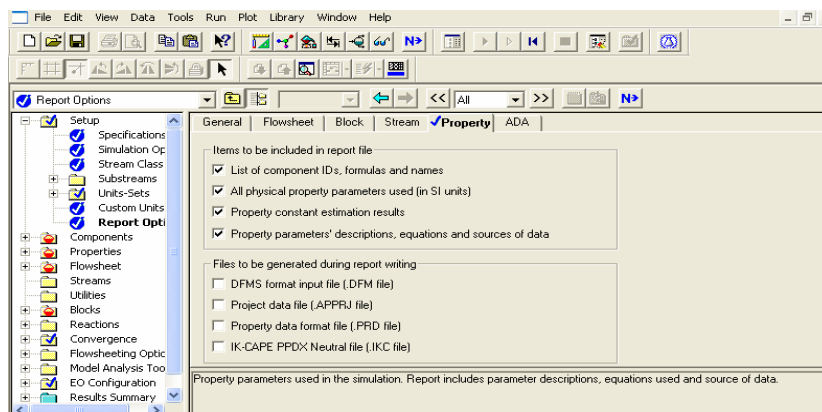 File Edit View Data Tools Run Plot Library Window Help
N>
Report Options
All
<< >>
N>
Setup
Specifications
Simulation Op
Stream Class
Substreams
Units-Sets
Custom Units
Report Opti
Components
Properties
Flowsheet
Streams
Utilities
Blocks
Reactions
Convergence
Flowsheeting Optic
Model Analysis Too
EO Configuration
Results Summary
General Flowsheet Block Stream Property ADA
Items to be included in report file
List of component IDs, formulas and names
All physical property parameters used (in SI units)
Property constant estimation results
Property parameters' descriptions, equations and sources of data
Files to be generated during report writing
DFMS format input file (.DFM file)
Project data file (.APPRJ file)
Property data format file (.PRD file)
IK-CAPE PPDX Neutral file (.IKC file)
Property parameters used in the simulation. Report includes parameter descriptions, equations used and source of data.